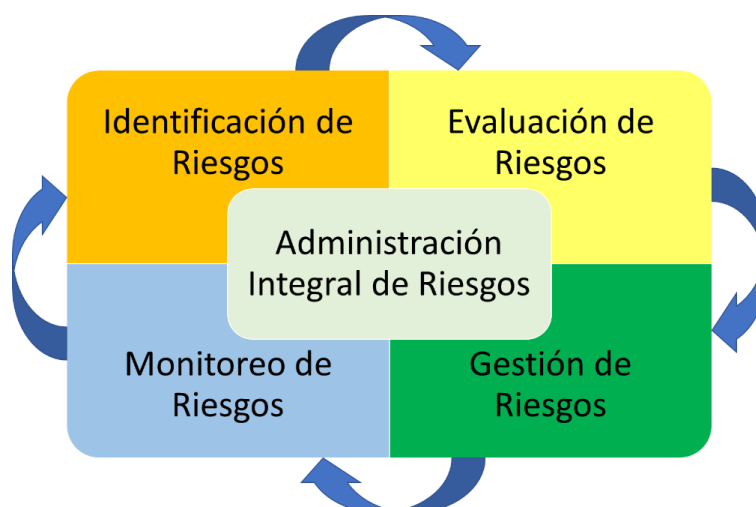 Identificación de
Riesgos
Evaluación de
Riesgos
Administración
Integral de Riesgos
Monitoreo de
Riesgos
Gestión de
Riesgos